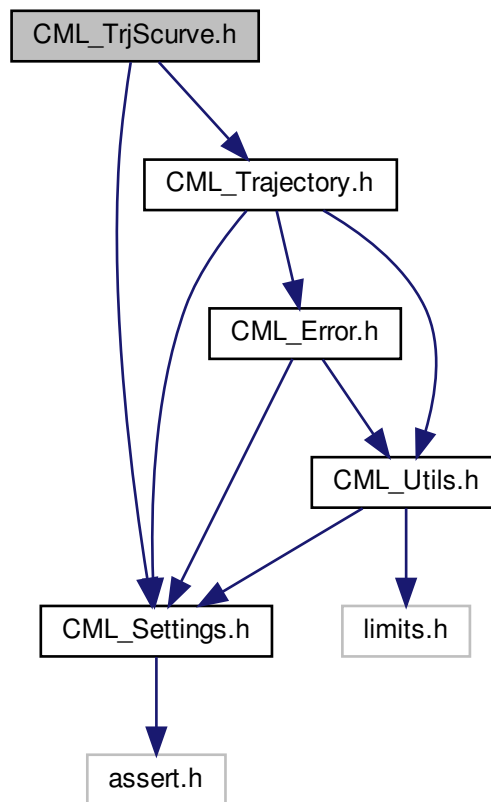 CML_TrjScurve.h
CML_Trajectory.h
CML_Error.h
CML_Utils.h
CML_Settings.h
limits.h
assert.h